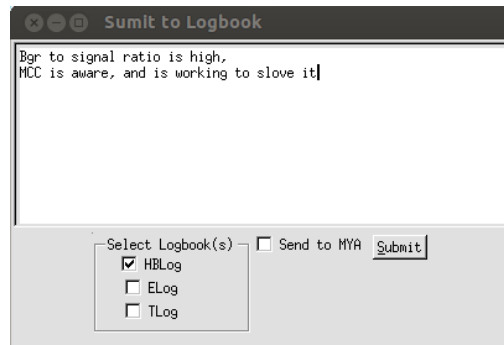 Sumit to Logbook
Bgr to signal ratio is high,
MCC is aware, and is working to slove it
Select Logbook(s)
Send to MYA
Submit
HBLog
ELog
TLog